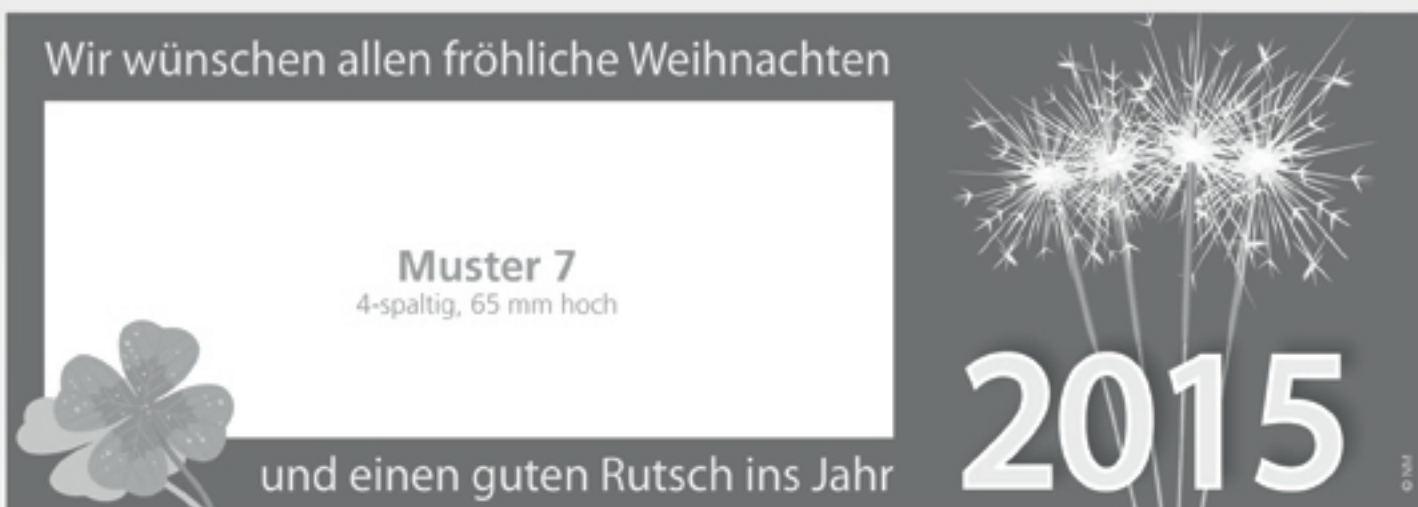 Wir wünschen allen fröhliche Weihnachten
Muster 7
4-spaltig, 65 mm hoch
und einen guten Rutsch ins Jahr
2015
© NM